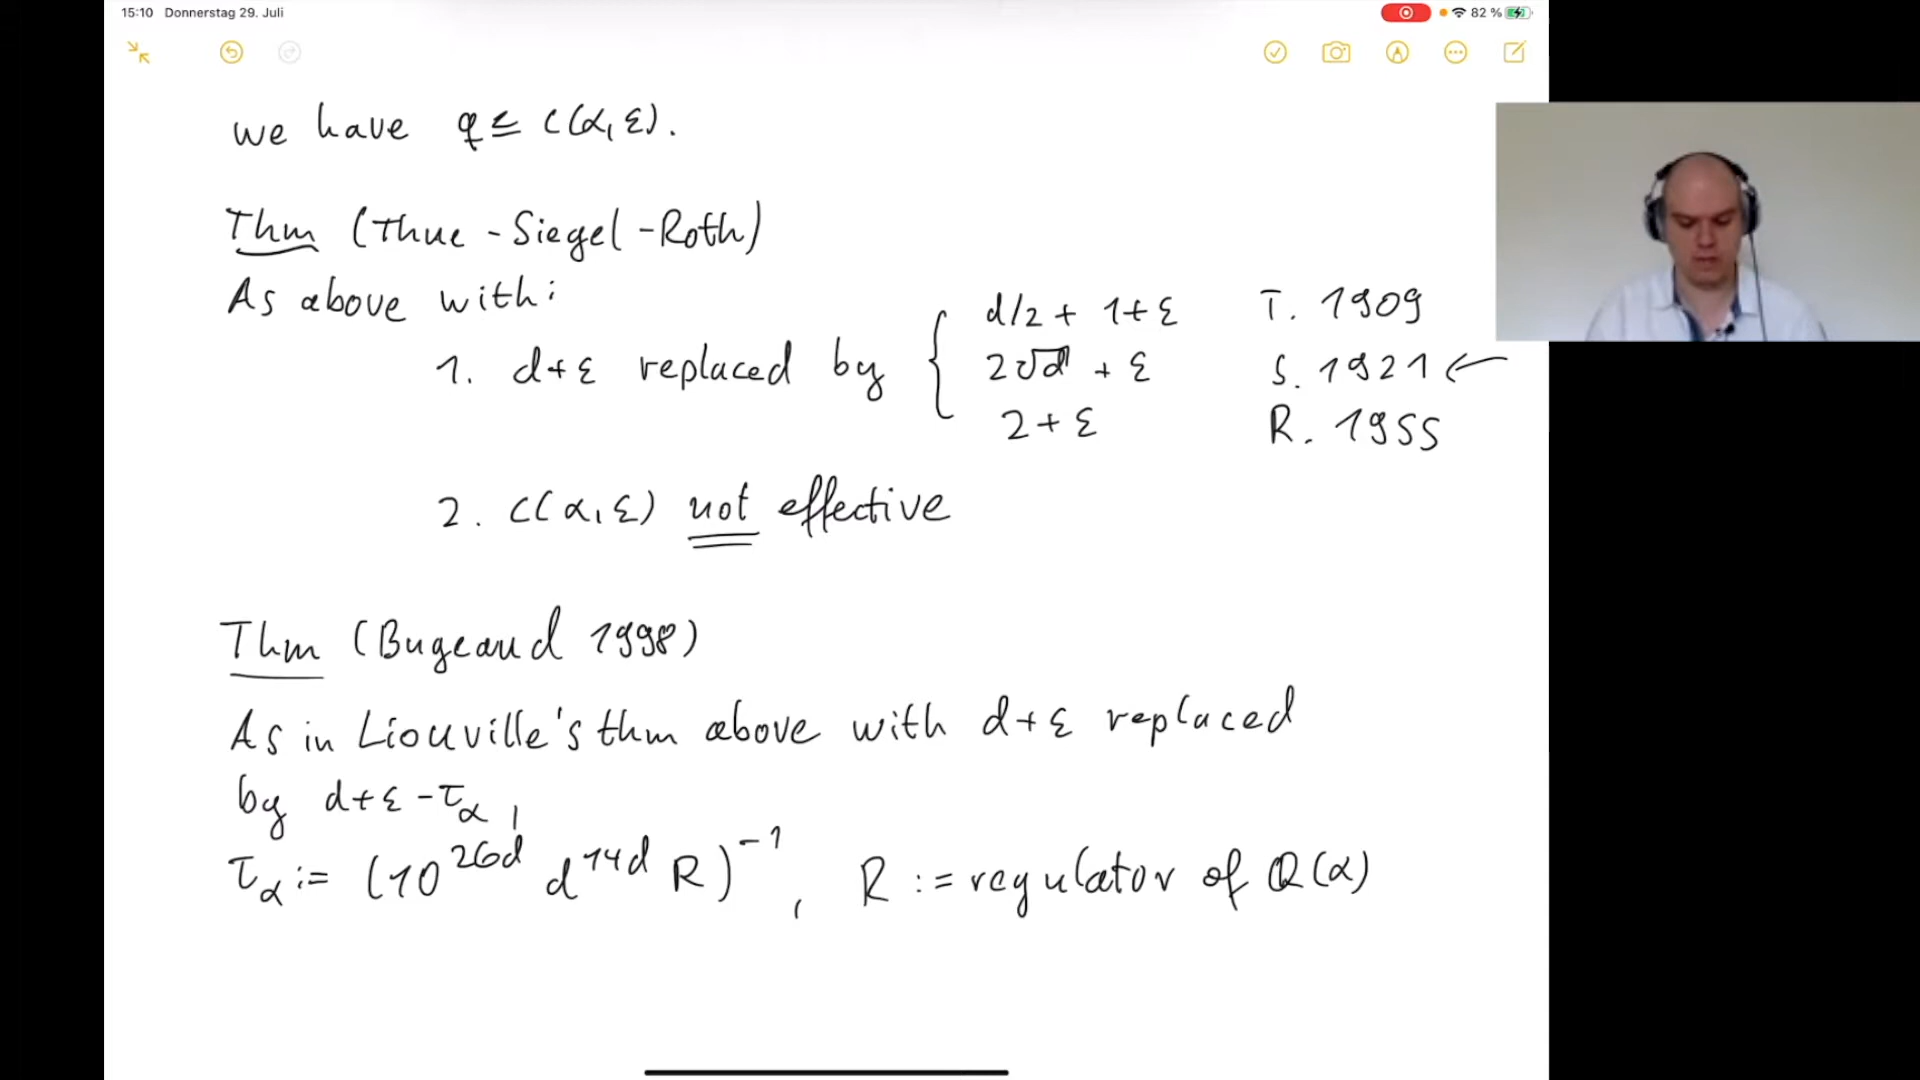 15:10 Donnerstag 29. Juli
82 %
we have q ≤ c(α, ε).
Thm (Thue-Siegel-Roth)
As above with:
1. d+ε replaced by { d/2 + 1+ε T. 1909
2√d + ε S. 1921 ←
2+ε R. 1955
2. c(α, ε) not effective
Thm (Bugeaud 1998)
As in Liouville's thm above with d+ε replaced
by d+ε-τ_α,
τ_α := (10^{26d} d^{14d} R)^{-1}, R := regulator of Q(α)